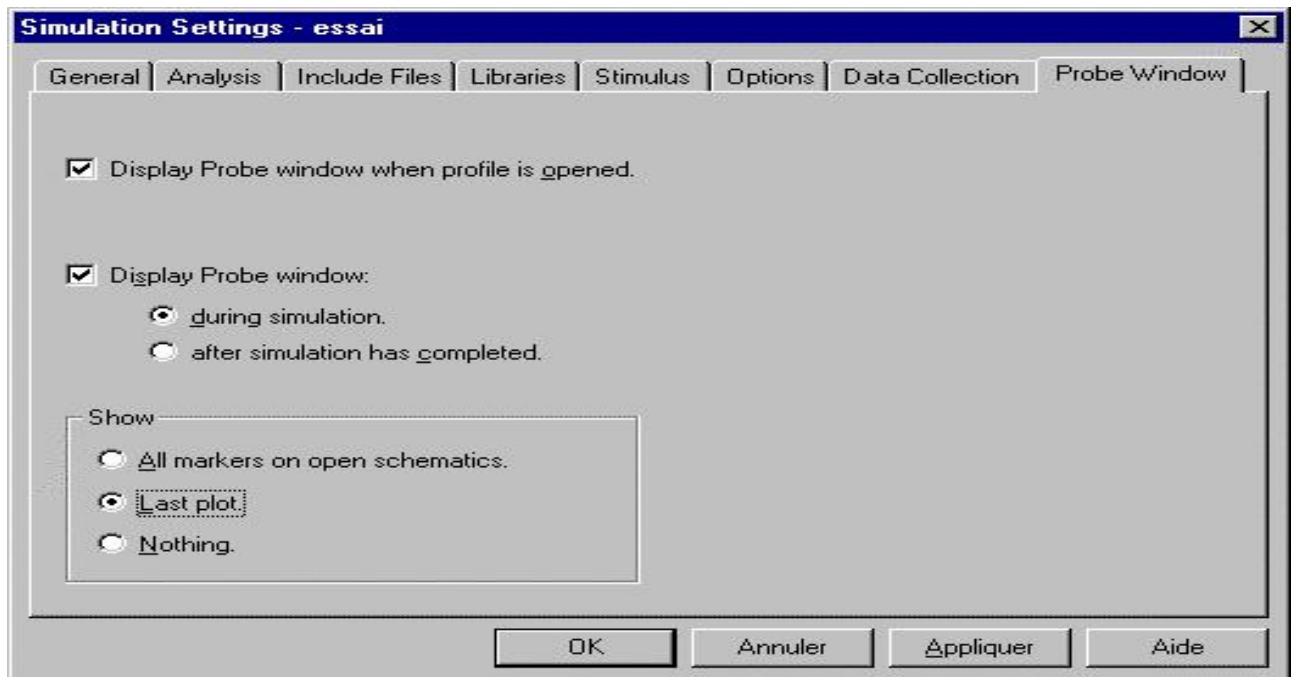 Simulation Settings - essai
General Analysis Include Files Libraries Stimulus Options Data Collection Probe Window
Display Probe window when profile is opened.
Display Probe window:
during simulation.
after simulation has completed.
Show
All markers on open schematics.
Last plot.
Nothing.
OK Annuler Appliquer Aide